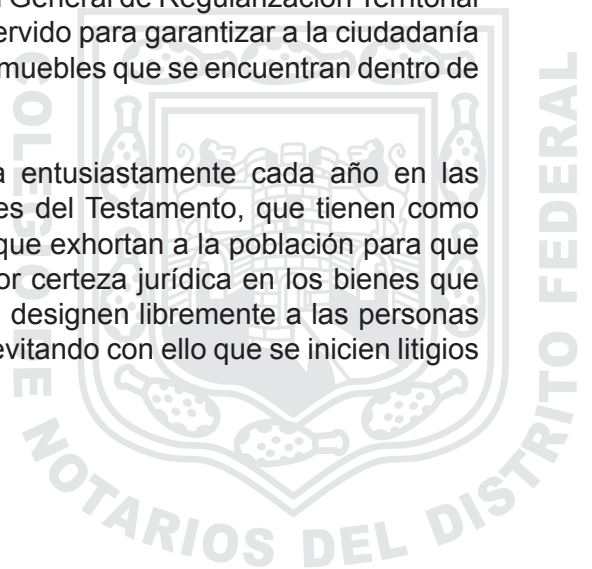 General de Regularización Territorial
ervido para garantizar a la ciudadanía
muebles que se encuentran dentro de
a entusiastamente cada año en las
es del Testamento, que tienen como
que exhortan a la población para que
or certeza jurídica en los bienes que
designen libremente a las personas
evitando con ello que se inicien litigios
COLEGIO
DE
NOTARIOS DEL DISTRITO FEDERAL